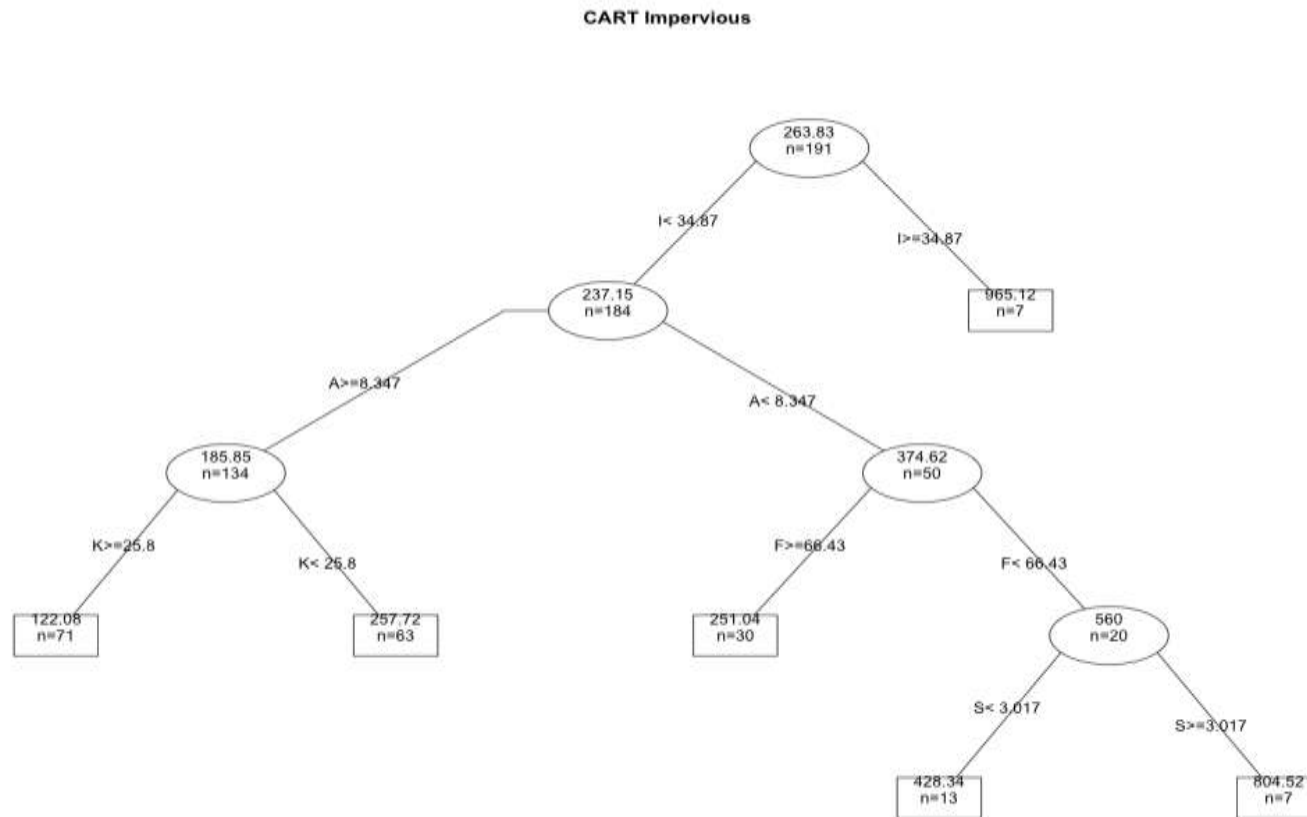 CART Impervious
263.83
n=191
I< 34.87
I>=34.87
237.15
n=184
965.12
n=7
A>=8.347
A< 8.347
185.85
n=134
374.62
n=50
K>=25.8
K< 25.8
F>=66.43
F< 66.43
122.08
n=71
257.72
n=63
251.04
n=30
560
n=20
S< 3.017
S>=3.017
428.34
n=13
804.52
n=7